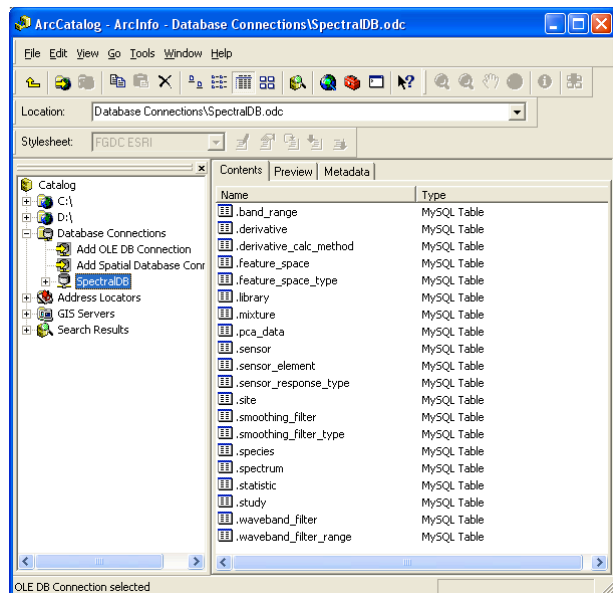 ArcCatalog - ArcInfo - Database Connections\SpectralDB.odc
File Edit View Go Tools Window Help
Location: Database Connections\SpectralDB.odc
Stylesheet: FGDC ESRI
Catalog
C:\
D:\
Database Connections
Add OLE DB Connection
Add Spatial Database Conr
SpectralDB
Address Locators
GIS Servers
Search Results
Contents Preview Metadata
Name Type
.band_range MySQL Table
.derivative MySQL Table
.derivative_calc_method MySQL Table
.feature_space MySQL Table
.feature_space_type MySQL Table
.library MySQL Table
.mixture MySQL Table
.pca_data MySQL Table
.sensor MySQL Table
.sensor_element MySQL Table
.sensor_response_type MySQL Table
.site MySQL Table
.smoothing_filter MySQL Table
.smoothing_filter_type MySQL Table
.species MySQL Table
.spectrum MySQL Table
.statistic MySQL Table
.study MySQL Table
.waveband_filter MySQL Table
.waveband_filter_range MySQL Table
OLE DB Connection selected